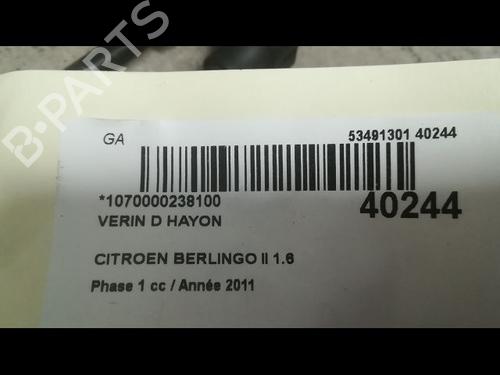 B-PARTS
GA
53491301 40244
*1070000238100
40244
VERIN D HAYON
CITROEN BERLINGO II 1.6
Phase 1 cc / Année 2011